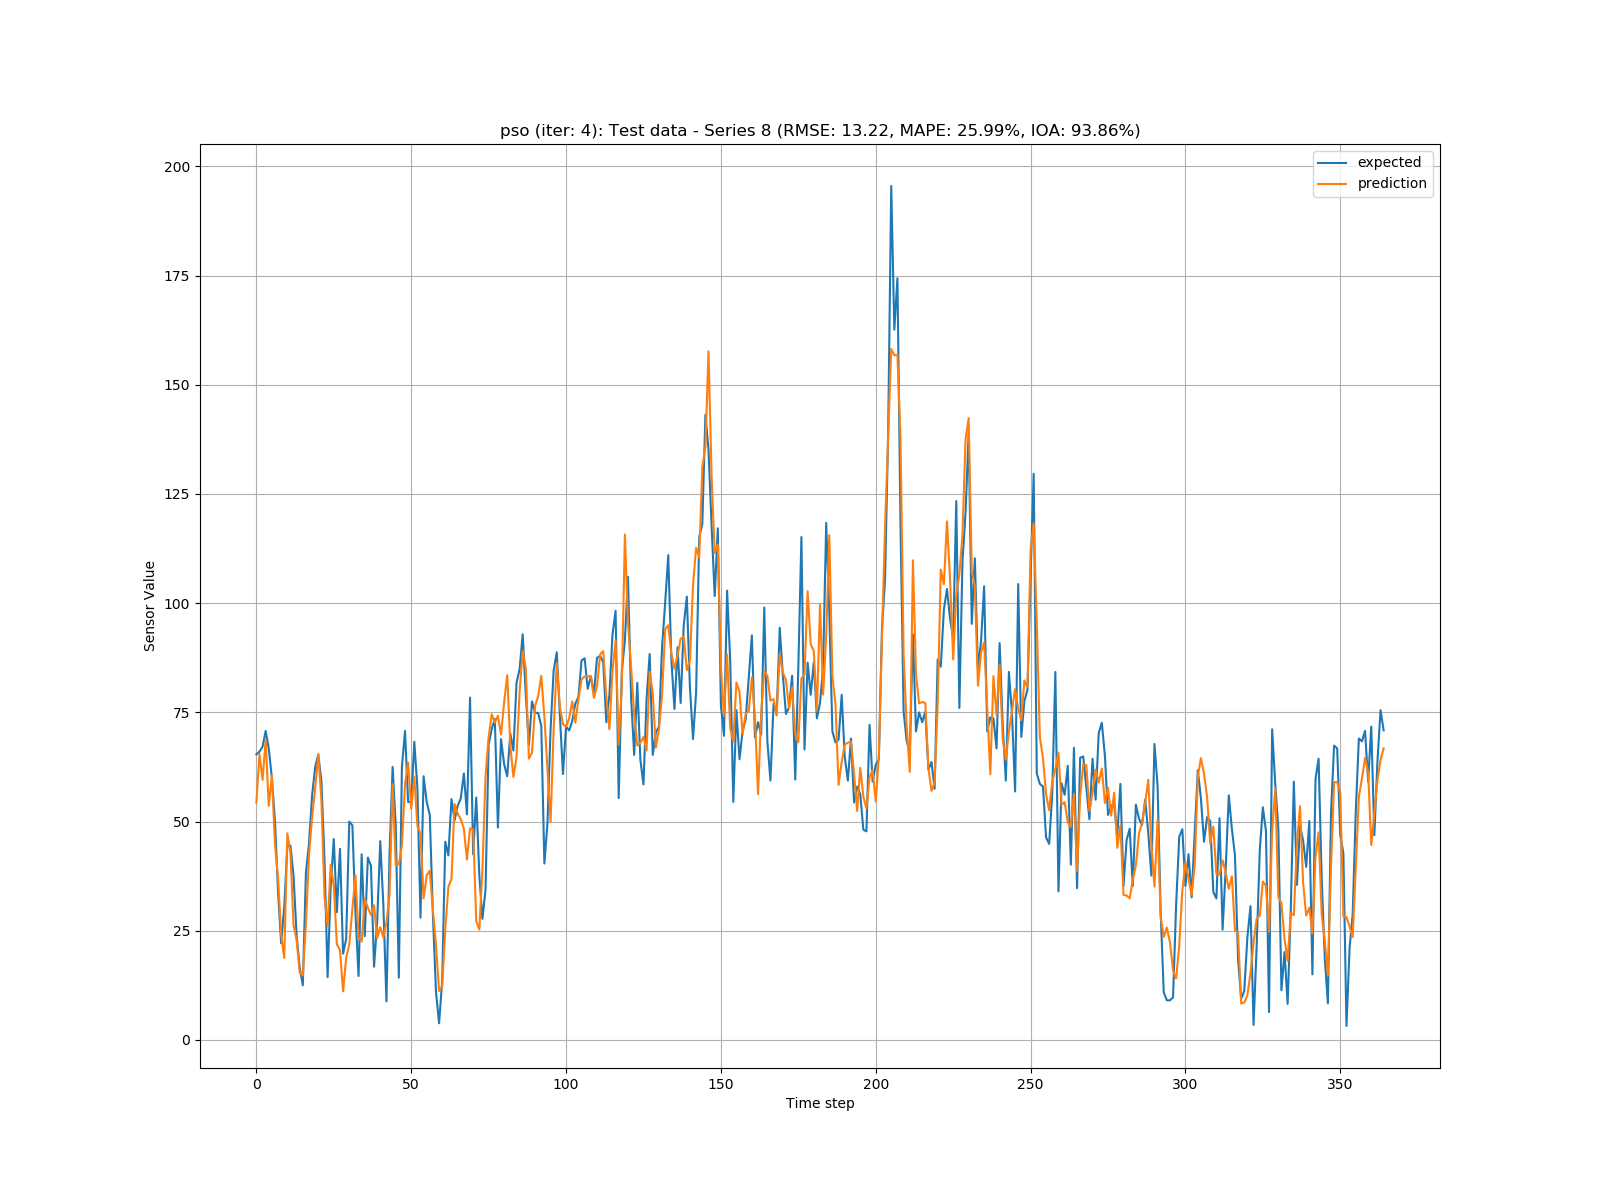 pso (iter: 4): Test data - Series 8 (RMSE: 13.22, MAPE: 25.99%, IOA: 93.86%)
expected
prediction
200
175
150
125
100
75
50
25
0
Sensor Value
0 50 100 150 200 250 300 350
Time step